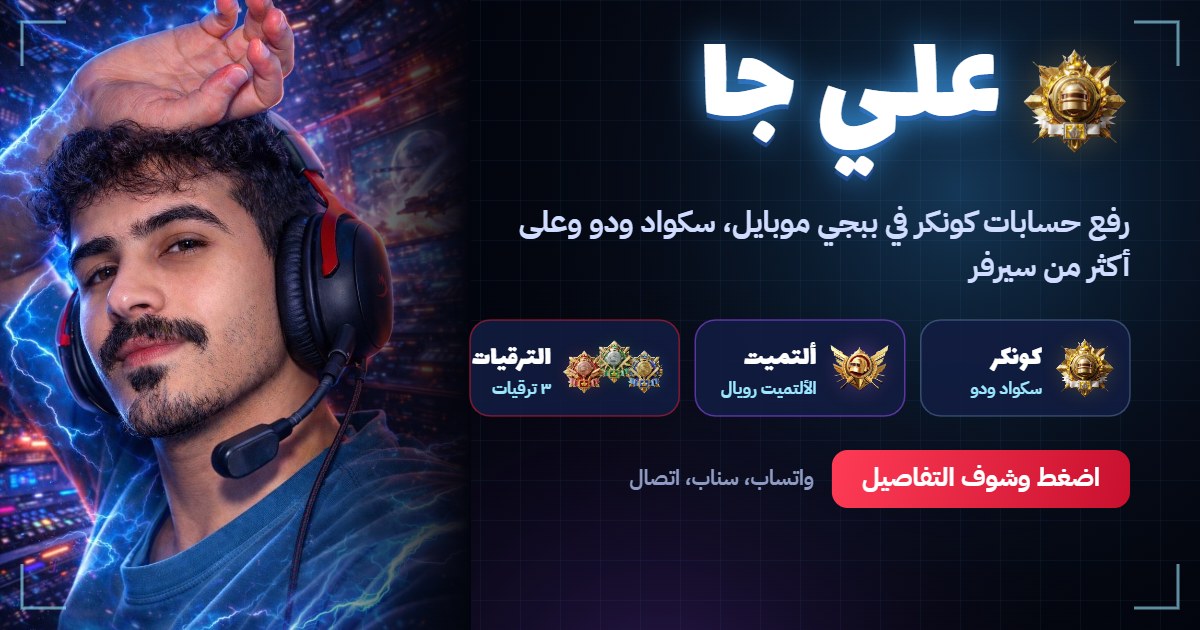 علي جا
رفع حسابات كونكر في ببجي موبايل، سكواد ودو وعلى
أكثر من سيرفر
كونكر
سكواد ودو
ألتميت
الألتميت رويال
الترقيات
٣ ترقيات
اضغط وشوف التفاصيل
واتساب، سناب، اتصال